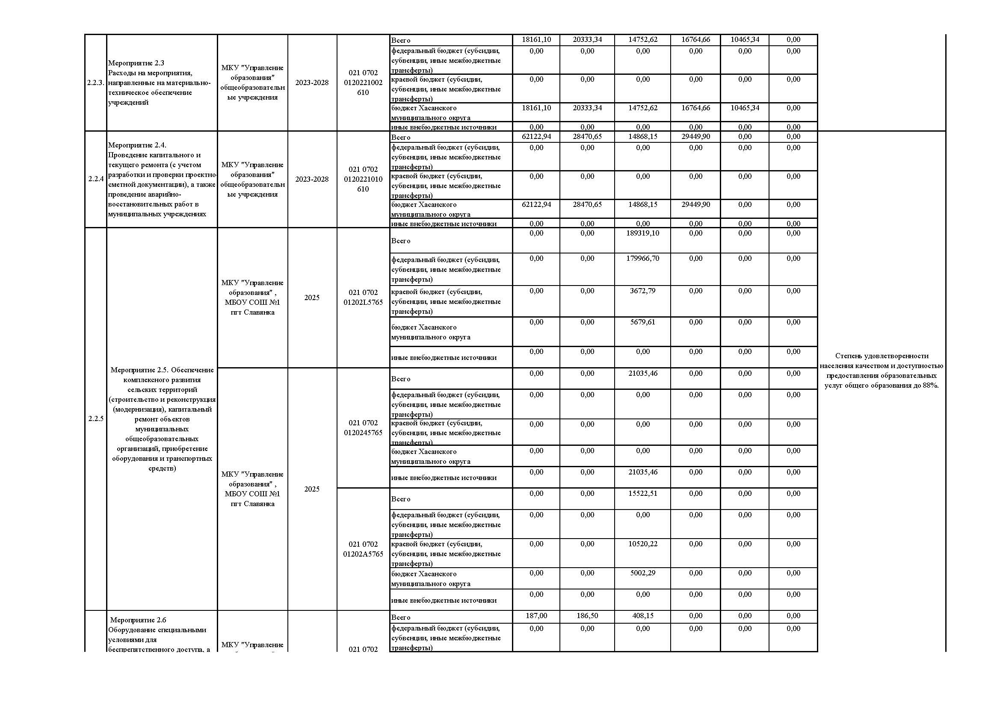 2.2.3.
Мероприятие 2.3
Расходы на мероприятия,
направленные на материально-
техническое обеспечение
учреждений
МКУ "Управление
образования"
общеобразовательн
ые учреждения
2023-2028
021 0702
0120221002
610
Всего 18161,10 20333,34 14752,62 16764,66 10465,34 0,00
федеральный бюджет (субсидии, 0,00 0,00 0,00 0,00 0,00 0,00
субвенции, иные межбюджетные
трансферты)
краевой бюджет (субсидии, 0,00 0,00 0,00 0,00 0,00 0,00
субвенции, иные межбюджетные
трансферты)
бюджет Хасанского 18161,10 20333,34 14752,62 16764,66 10465,34 0,00
муниципального округа
иные внебюджетные источники 0,00 0,00 0,00 0,00 0,00 0,00
2.2.4
Мероприятие 2.4.
Проведение капитального и
текущего ремонта (с учетом
разработки и проверки проектно-
сметной документации), а также
проведение аварийно-
восстановительных работ в
муниципальных учреждениях
МКУ "Управление
образования"
общеобразовательн
ые учреждения
2023-2028
021 0702
0120221010
610
Всего 62122,94 28470,65 14868,15 29449,90 0,00 0,00
федеральный бюджет (субсидии, 0,00 0,00 0,00 0,00 0,00 0,00
субвенции, иные межбюджетные
трансферты)
краевой бюджет (субсидии, 0,00 0,00 0,00 0,00 0,00 0,00
субвенции, иные межбюджетные
трансферты)
бюджет Хасанского 62122,94 28470,65 14868,15 29449,90 0,00 0,00
муниципального округа
иные внебюджетные источники 0,00 0,00 0,00 0,00 0,00 0,00
2.2.5
Мероприятие 2.5. Обеспечение
комплексного развития
сельских территорий
(строительство и реконструкция
(модернизация), капитальный
ремонт объектов
муниципальных
общеобразовательных
организаций, приобретение
оборудования и транспортных
средств)
МКУ "Управление
образования" ,
МБОУ СОШ №1
пгт Славянка
2025
021 0702
01202L5765
Всего 0,00 0,00 189319,10 0,00 0,00 0,00
федеральный бюджет (субсидии, 0,00 0,00 179966,70 0,00 0,00 0,00
субвенции, иные межбюджетные
трансферты)
краевой бюджет (субсидии, 0,00 0,00 3672,79 0,00 0,00 0,00
субвенции, иные межбюджетные
трансферты)
бюджет Хасанского 0,00 0,00 5679,61 0,00 0,00 0,00
муниципального округа
иные внебюджетные источники 0,00 0,00 0,00 0,00 0,00 0,00
МКУ "Управление
образования" ,
МБОУ СОШ №1
пгт Славянка
2025
021 0702
0120245765
Всего 0,00 0,00 21035,46 0,00 0,00 0,00
федеральный бюджет (субсидии, 0,00 0,00 0,00 0,00 0,00 0,00
субвенции, иные межбюджетные
трансферты)
краевой бюджет (субсидии, 0,00 0,00 0,00 0,00 0,00 0,00
субвенции, иные межбюджетные
трансферты)
бюджет Хасанского 0,00 0,00 0,00 0,00 0,00 0,00
муниципального округа
иные внебюджетные источники 0,00 0,00 21035,46 0,00 0,00 0,00
021 0702
01202А5765
Всего 0,00 0,00 15522,51 0,00 0,00 0,00
федеральный бюджет (субсидии, 0,00 0,00 0,00 0,00 0,00 0,00
субвенции, иные межбюджетные
трансферты)
краевой бюджет (субсидии, 0,00 0,00 10520,22 0,00 0,00 0,00
субвенции, иные межбюджетные
трансферты)
бюджет Хасанского 0,00 0,00 5002,29 0,00 0,00 0,00
муниципального округа
иные внебюджетные источники 0,00 0,00 0,00 0,00 0,00 0,00
Степень удовлетворенности
населения качеством и доступностью
предоставления образовательных
услуг общего образования до 88%.
Мероприятие 2.6
Оборудование специальными
условиями для
беспрепятственного доступа, а
МКУ "Управление
021 0702
Всего 187,00 186,50 408,15 0,00 0,00 0,00
федеральный бюджет (субсидии, 0,00 0,00 0,00 0,00 0,00 0,00
субвенции, иные межбюджетные
трансферты)